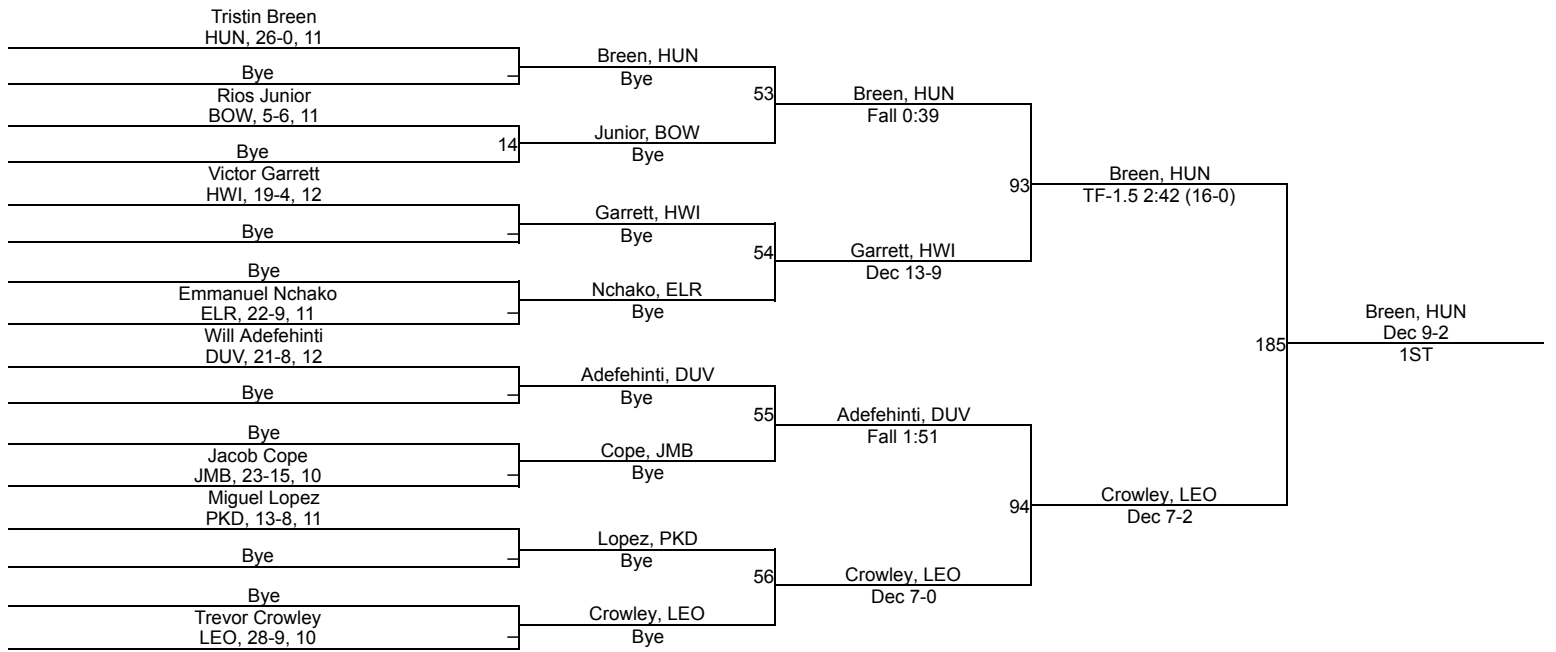 Tristin Breen
HUN, 26-0, 11
Bye
Rios Junior
BOW, 5-6, 11
Bye
14
Victor Garrett
HWI, 19-4, 12
Bye
Bye
Emmanuel Nchako
ELR, 22-9, 11
Will Adefehinti
DUV, 21-8, 12
Bye
Bye
Jacob Cope
JMB, 23-15, 10
Miguel Lopez
PKD, 13-8, 11
Bye
Bye
Trevor Crowley
LEO, 28-9, 10
Breen, HUN
Bye
53
Junior, BOW
Bye
Garrett, HWI
Bye
54
Nchako, ELR
Bye
Adefehinti, DUV
Bye
55
Cope, JMB
Bye
Lopez, PKD
Bye
56
Crowley, LEO
Bye
Breen, HUN
Fall 0:39
93
Garrett, HWI
Dec 13-9
Adefehinti, DUV
Fall 1:51
94
Crowley, LEO
Dec 7-0
Breen, HUN
TF-1.5 2:42 (16-0)
185
Crowley, LEO
Dec 7-2
Breen, HUN
Dec 9-2
1ST